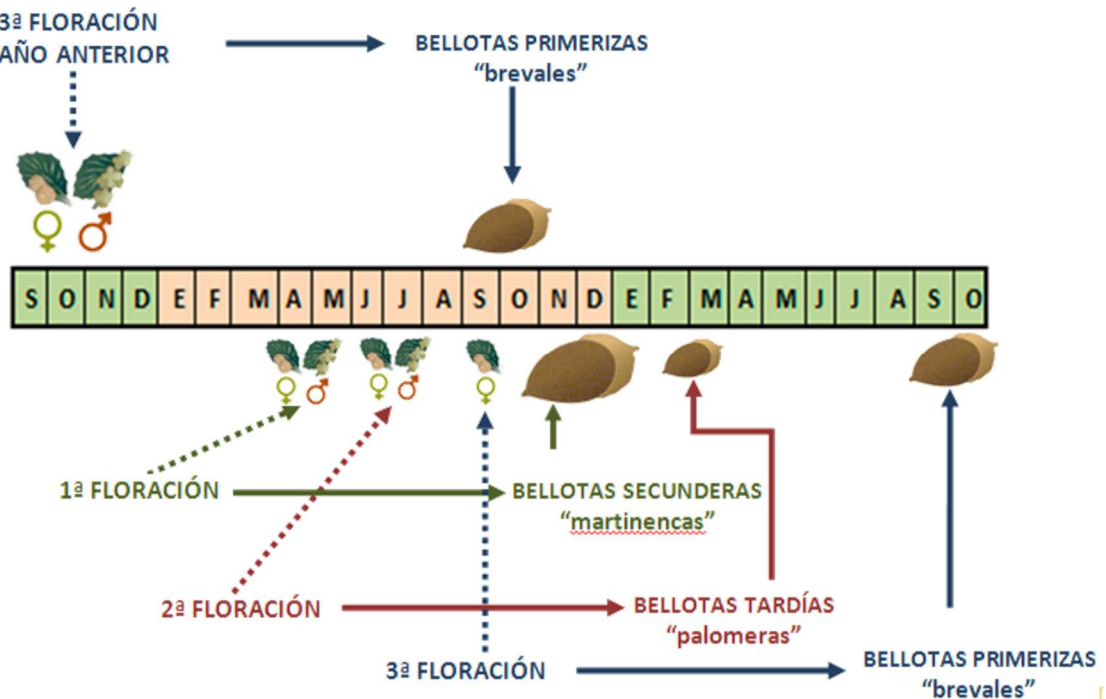 3ª FLORACIÓN
AÑO ANTERIOR
BELLOTAS PRIMERIZAS
“brevales”
S O N D E F M A M J J A S O N D E F M A M J J A S O
1ª FLORACIÓN
BELLOTAS SECUNDERAS
“martinencas”
2ª FLORACIÓN
BELLOTAS TARDÍAS
“palomeras”
3ª FLORACIÓN
BELLOTAS PRIMERIZAS
“brevales”